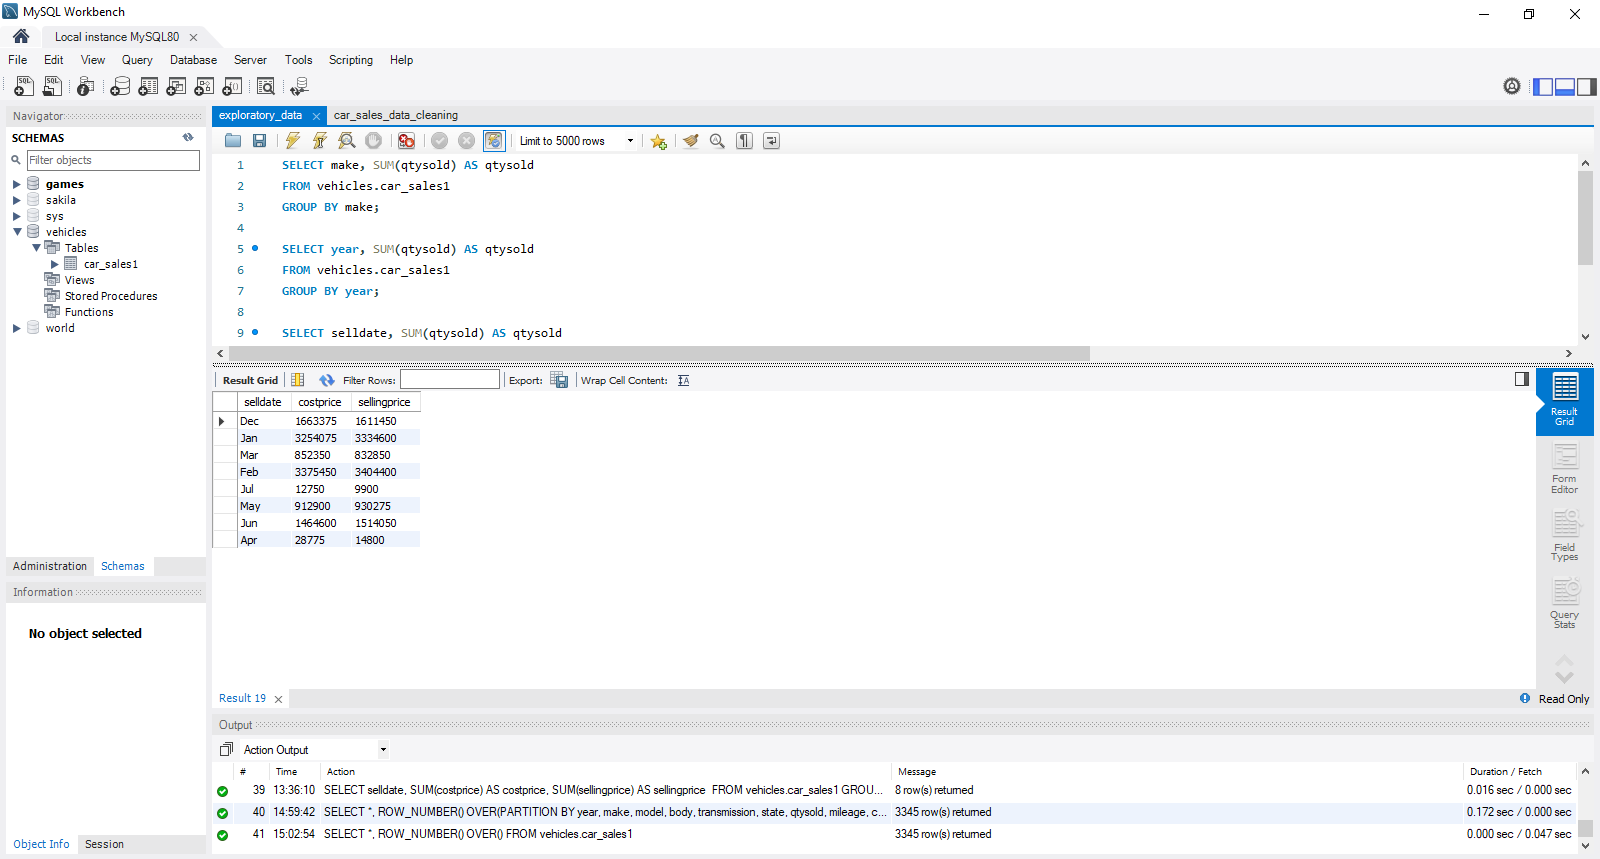 MySQL Workbench
Local instance MySQL80
File Edit View Query Database Server Tools Scripting Help
Navigator
SCHEMAS
Filter objects
games
sakila
sys
vehicles
Tables
car_sales1
Views
Stored Procedures
Functions
world
Administration Schemas
Information
No object selected
Object Info Session
exploratory_data car_sales_data_cleaning
Limit to 5000 rows
1 SELECT make, SUM(qtysold) AS qtysold
2 FROM vehicles.car_sales1
3 GROUP BY make;
4
5 SELECT year, SUM(qtysold) AS qtysold
6 FROM vehicles.car_sales1
7 GROUP BY year;
8
9 SELECT selldate, SUM(qtysold) AS qtysold
Result Grid Filter Rows: Export: Wrap Cell Content: IA
selldate costprice sellingprice
Dec 1663375 1611450
Jan 3254075 3334600
Mar 852350 832850
Feb 3375450 3404400
Jul 12750 9900
May 912900 930275
Jun 1464600 1514050
Apr 28775 14800
Result
Grid
Form
Editor
Field
Types
Query
Stats
Result 19
Read Only
Output
Action Output
# Time Action Message Duration / Fetch
39 13:36:10 SELECT selldate, SUM(costprice) AS costprice, SUM(sellingprice) AS sellingprice FROM vehicles.car_sales1 GROU... 8 row(s) returned 0.016 sec / 0.000 sec
40 14:59:42 SELECT *, ROW_NUMBER() OVER(PARTITION BY year, make, model, body, transmission, state, qtysold, mileage, c... 3345 row(s) returned 0.172 sec / 0.000 sec
41 15:02:54 SELECT *, ROW_NUMBER() OVER() FROM vehicles.car_sales1 3345 row(s) returned 0.000 sec / 0.047 sec